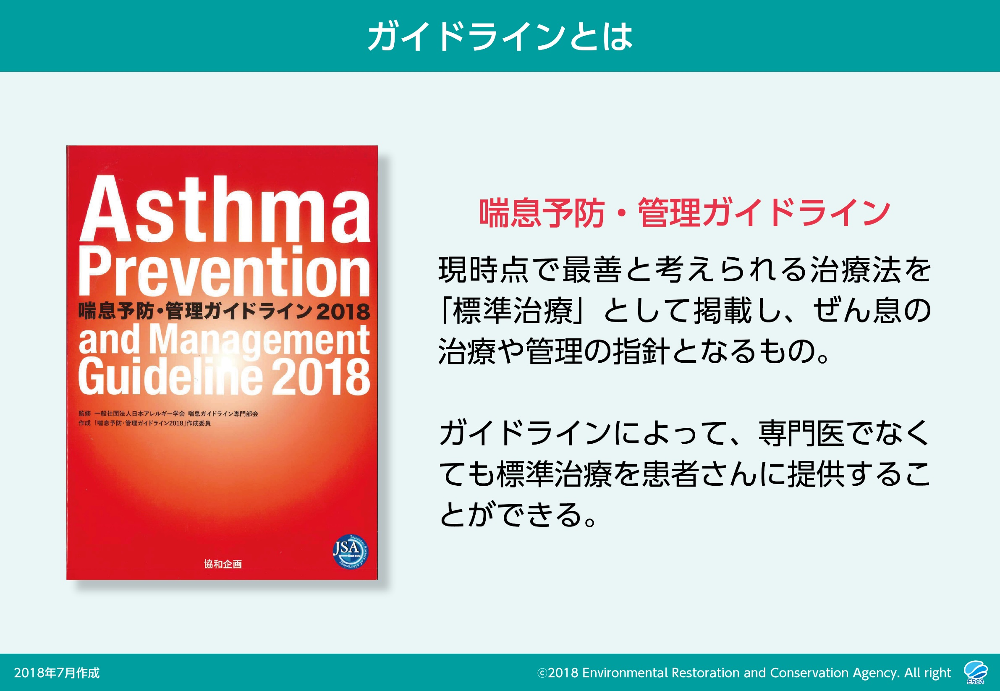 ガイドラインとは
Asthma
Prevention
喘息予防・管理ガイドライン2018
and Management
Guideline 2018
監修 一般社団法人日本アレルギー学会 喘息ガイドライン専門部会
作成「喘息予防・管理ガイドライン2018」作成委員
協和企画
JSA
Japanese Society of Allergology
Since 1952
喘息予防・管理ガイドライン
現時点で最善と考えられる治療法を
「標準治療」として掲載し、ぜん息の
治療や管理の指針となるもの。
ガイドラインによって、専門医でなく
ても標準治療を患者さんに提供するこ
とができる。
2018年7月作成
©2018 Environmental Restoration and Conservation Agency. All right
ERCA